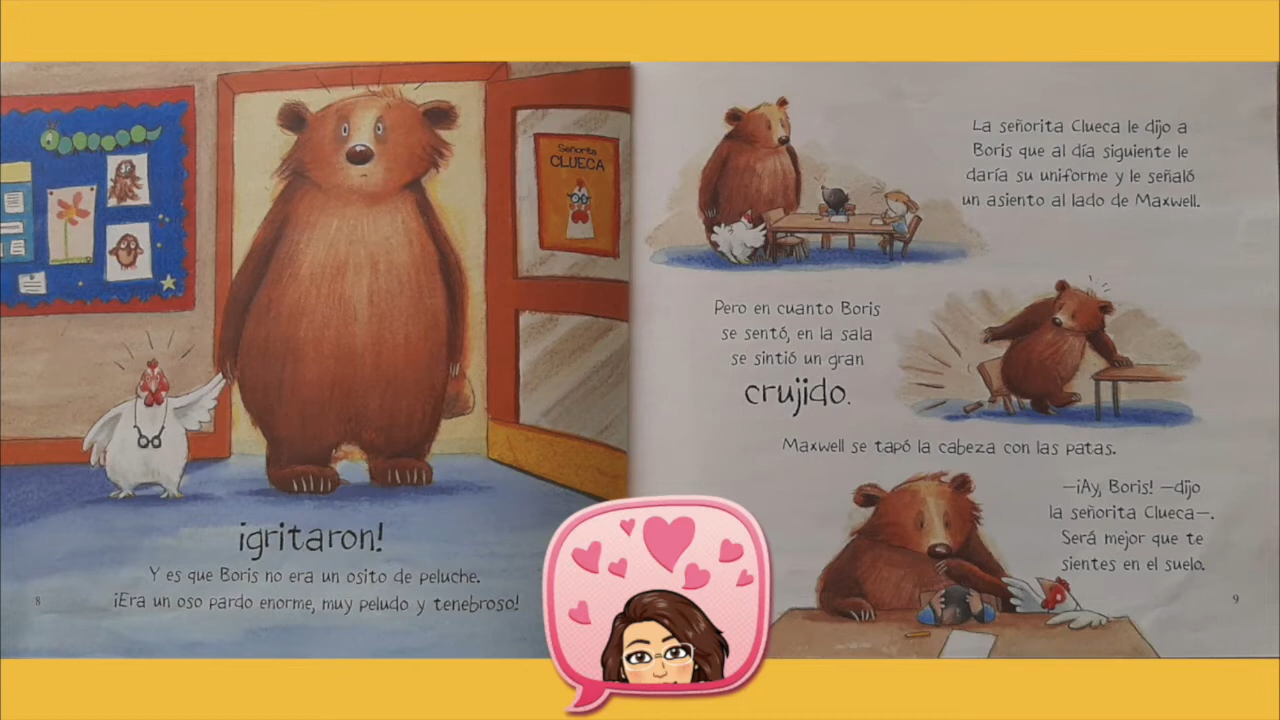 Señorita
CLUECA
¡gritaron!
Y es que Boris no era un osito de peluche.
¡Era un oso pardo enorme, muy peludo y tenebroso!
8
La señorita Clueca le dijo a
Boris que al día siguiente le
daría su uniforme y le señaló
un asiento al lado de Maxwell.
Pero en cuanto Boris
se sentó, en la sala
se sintió un gran
crujido.
Maxwell se tapó la cabeza con las patas.
—¡Ay, Boris! —dijo
la señorita Clueca—.
Será mejor que te
sientes en el suelo.
9